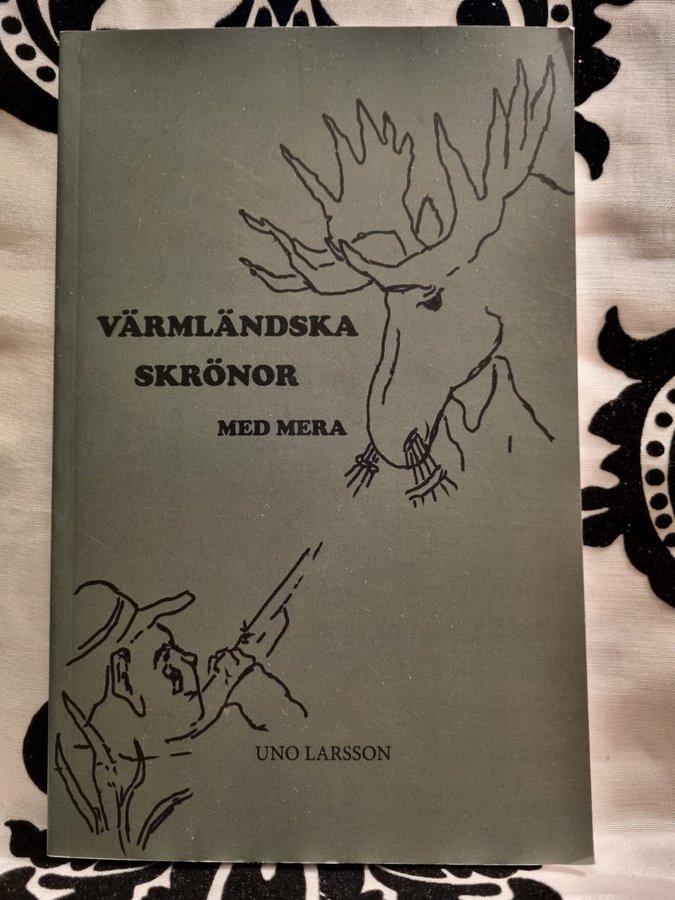 VÄRMLÄNDSKA
SKRÖNOR
MED MERA
UNO LARSSON